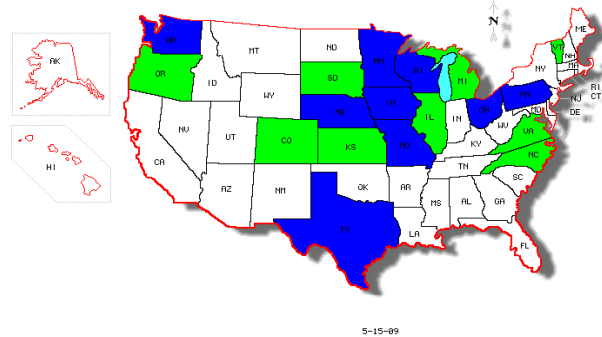 N
ME
WA
MT
ND
MN
VT
NH
AK
OR
ID
SD
WI
MI
NY
MA
RI
CT
WY
NE
IA
PA
NJ
OH
MD
DE
IL
IN
NV
UT
CO
KS
MO
WV
VA
KY
HI
CA
NC
TN
AZ
NM
OK
AR
SC
MS
AL
GA
TX
LA
FL
5-15-09